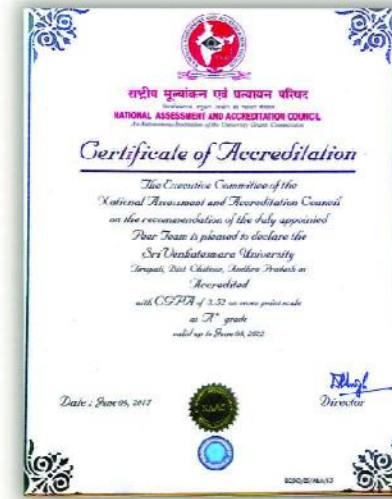 राष्ट्रीय मूल्यांकन एवं प्रत्यायन परिषद
NATIONAL ASSESSMENT AND ACCREDITATION COUNCIL
An Autonomous Institution of the University Grants Commission
Certificate of Accreditation
The Executive Committee of the
National Assessment and Accreditation Council
on the recommendation of the duly appointed
Peer Team is pleased to declare the
Sri Venkateswara University
Tirupati, Dist Chittoor, Andhra Pradesh as
Accredited
with CGPA of 3.52 on point scale
at A+ grade
valid up to June 08, 2022
Date : June 09, 2017
Director
NAAC